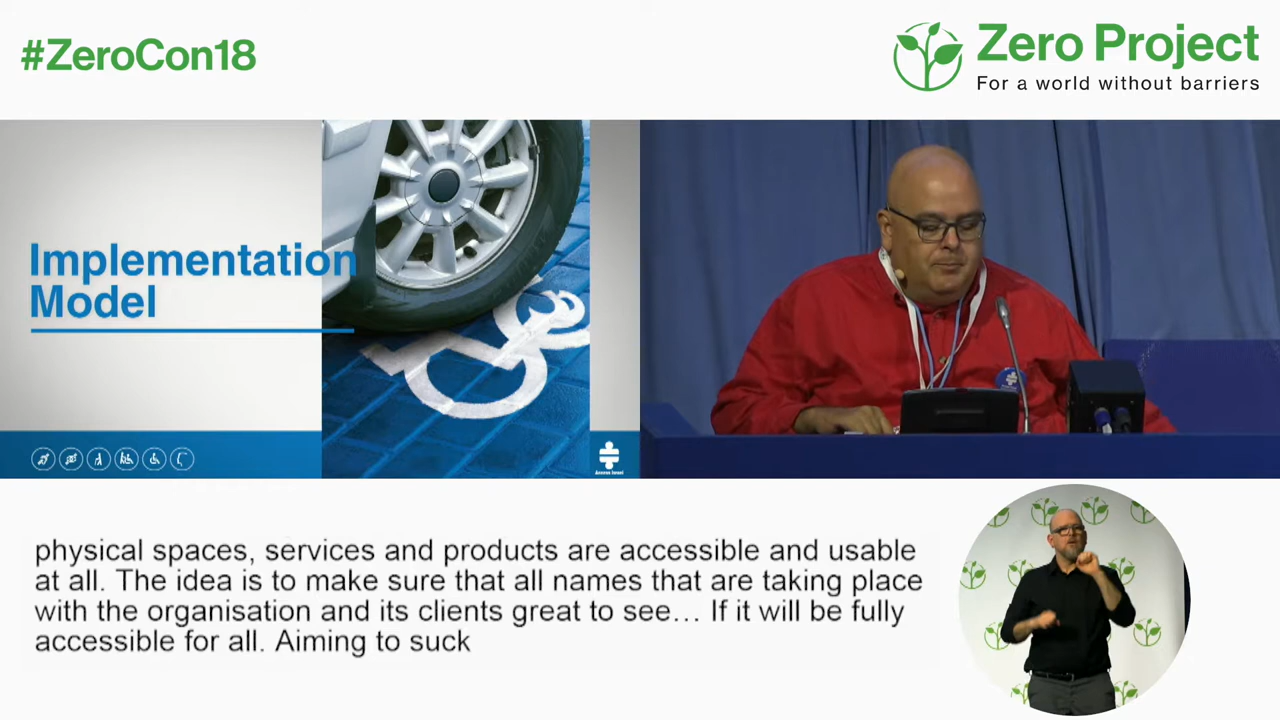 #ZeroCon18
Zero Project
For a world without barriers
Implementation
Model
Access Israel
physical spaces, services and products are accessible and usable
at all. The idea is to make sure that all names that are taking place
with the organisation and its clients great to see… If it will be fully
accessible for all. Aiming to suck